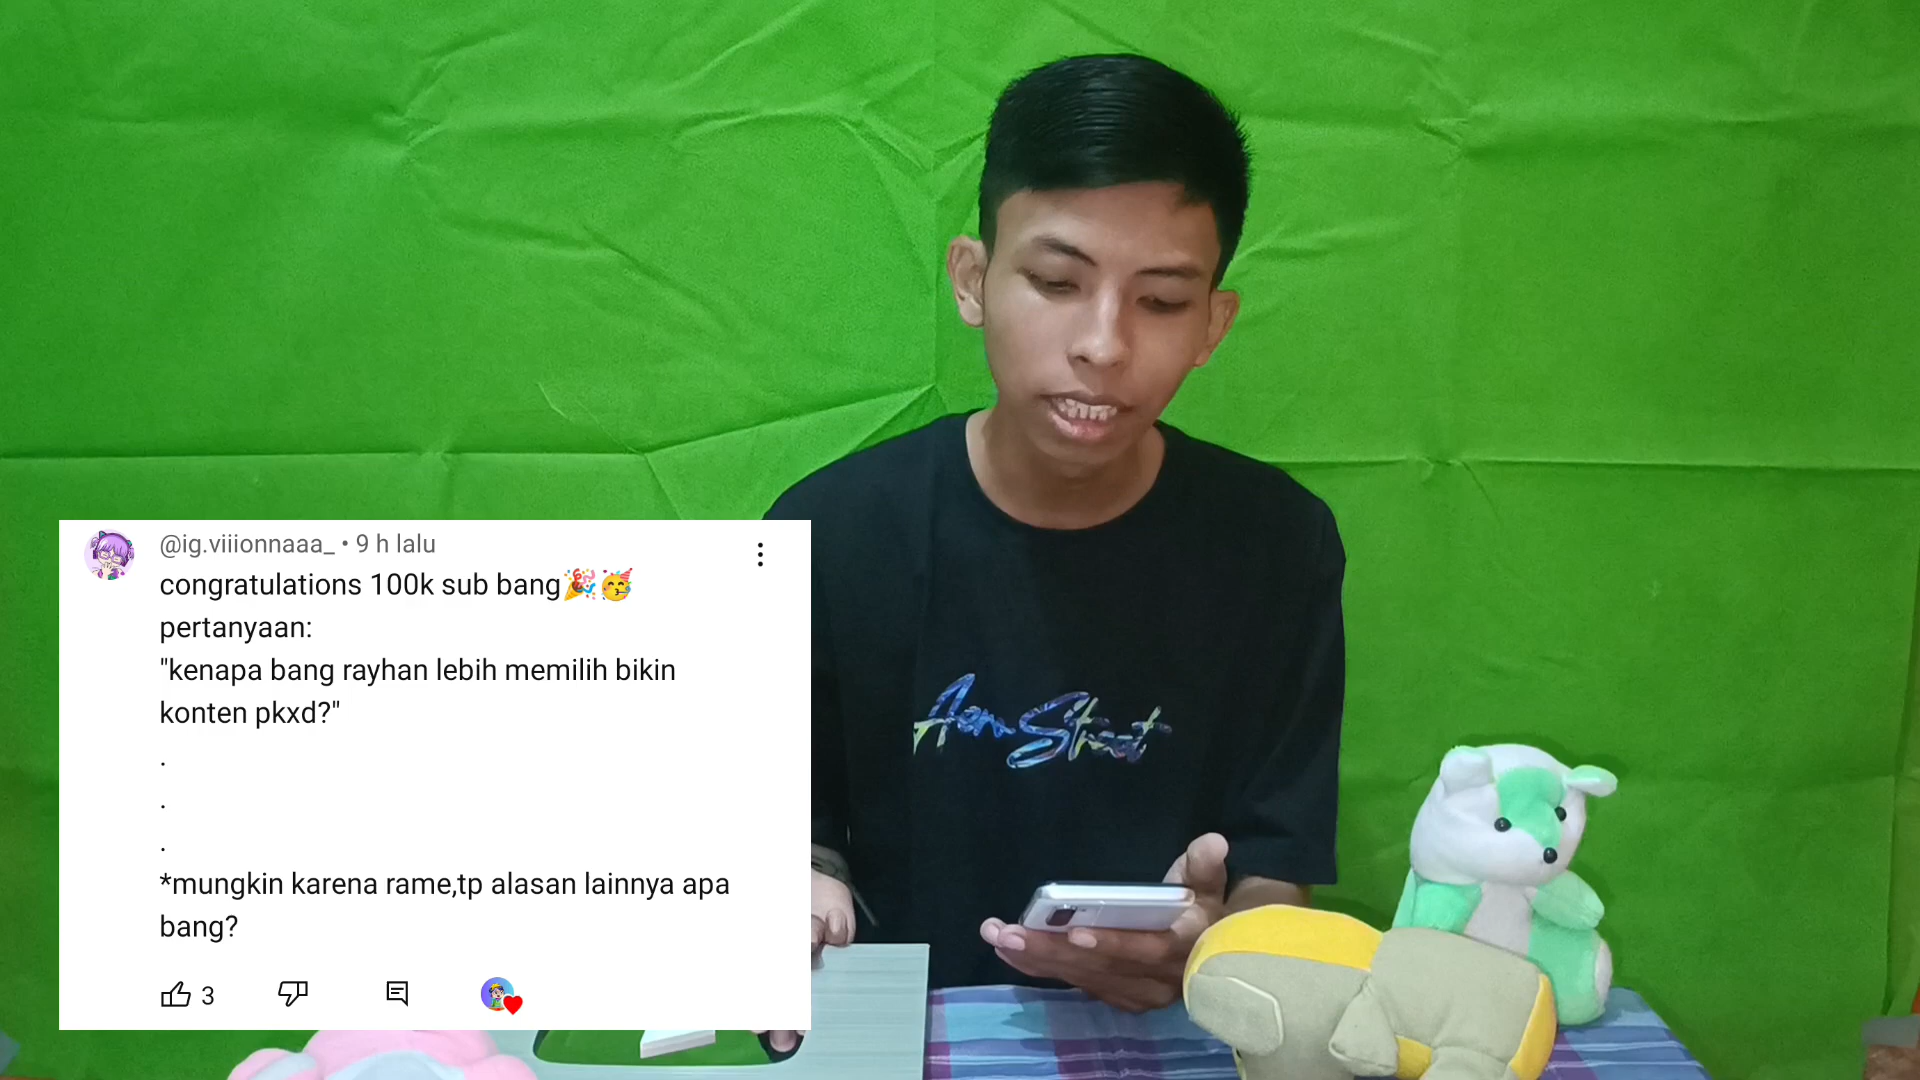 @ig.viiionnaaa_ • 9 h lalu
congratulations 100k sub bang🎉🥳
pertanyaan:
"kenapa bang rayhan lebih memilih bikin
konten pkxd?"
.
.
.
*mungkin karena rame,tp alasan lainnya apa
bang?
3
Street